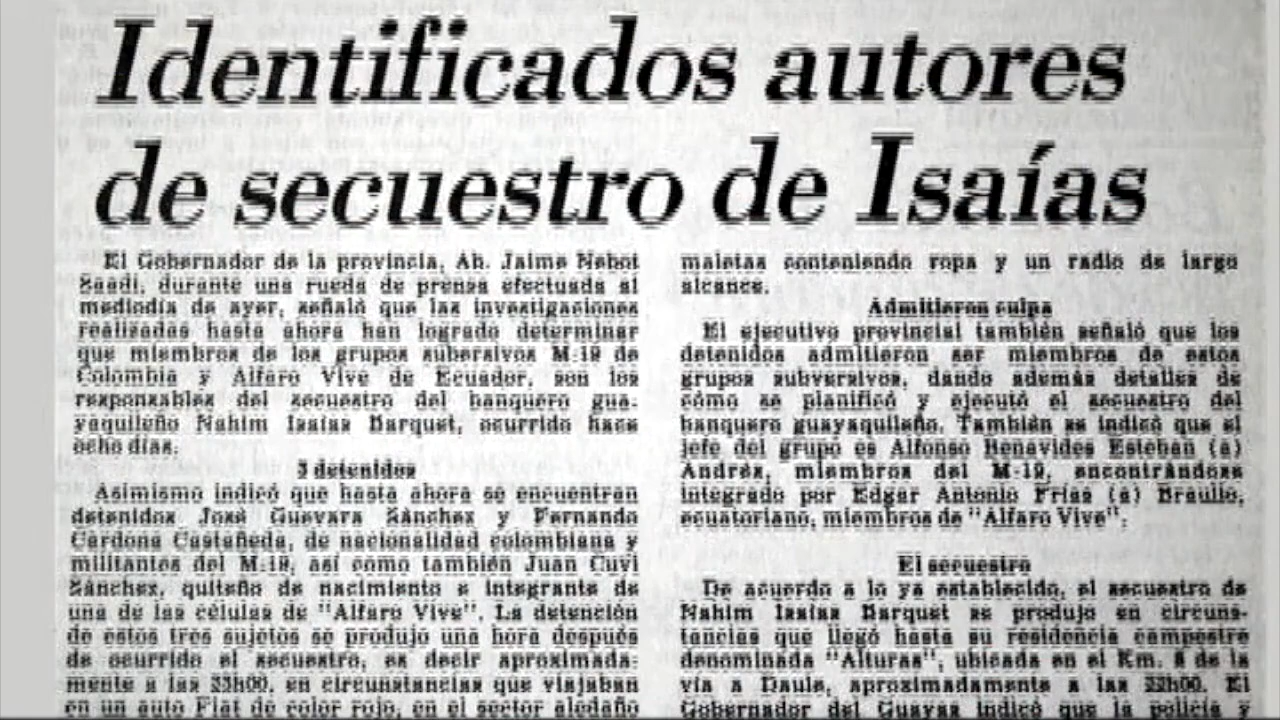 Identificados autores
de secuestro de Isaías
El Gobernador de la provincia, Ab. Jaime Nebot
Saadi, durante una rueda de prensa efectuada al
mediodía de ayer, señaló que las investigaciones
realizadas hasta ahora han logrado determinar
que miembros de los grupos subersivos M-19 de
Colombia y Alfaro Vive de Ecuador, son los
responsables del secuestro del banquero gua-
yaquileño Nahim Isaías Barquet, ocurrido hace
ocho días.
3 detenidos
Asimismo indicó que hasta ahora se encuentran
detenidos José Guevara Sánchez y Fernando
Cardona Castañeda, de nacionalidad colombiana y
militantes del M-19, así como también Juan Cuvi
Sánchez, quiteño de nacimiento e integrante de
una de las células de "Alfaro Vive". La detención
de estos tres sujetos se produjo una hora después
de ocurrido el secuestro, es decir aproximada-
mente a las 23h00, en circunstancias que viajaban
en un auto Fiat de color rojo, en el sector aledaño
maletas conteniendo ropa y un radio de largo
alcance.
Admitieron culpa
El ejecutivo provincial también señaló que los
detenidos admitieron ser miembros de estos
grupos subversivos, dando además detalles de
cómo se planificó y ejecutó el secuestro del
banquero guayaquileño. También se indicó que el
jefe del grupo es Alfonso Benavides Esteban (a)
Andrés, miembros del M-19, encontrándose
integrado por Edgar Antonio Frías (a) Braulio,
ecuatoriano, miembros de "Alfaro Vive".
El secuestro
De acuerdo a lo ya establecido, el secuestro de
Nahim Isaías Barquet se produjo en circuns-
tancias que llegó hasta su residencia campestre
denominada "Alturas", ubicada en el Km. 8 de la
vía a Daule, aproximadamente a las 22h00. El
Gobernador del Guayas indicó que la policía y